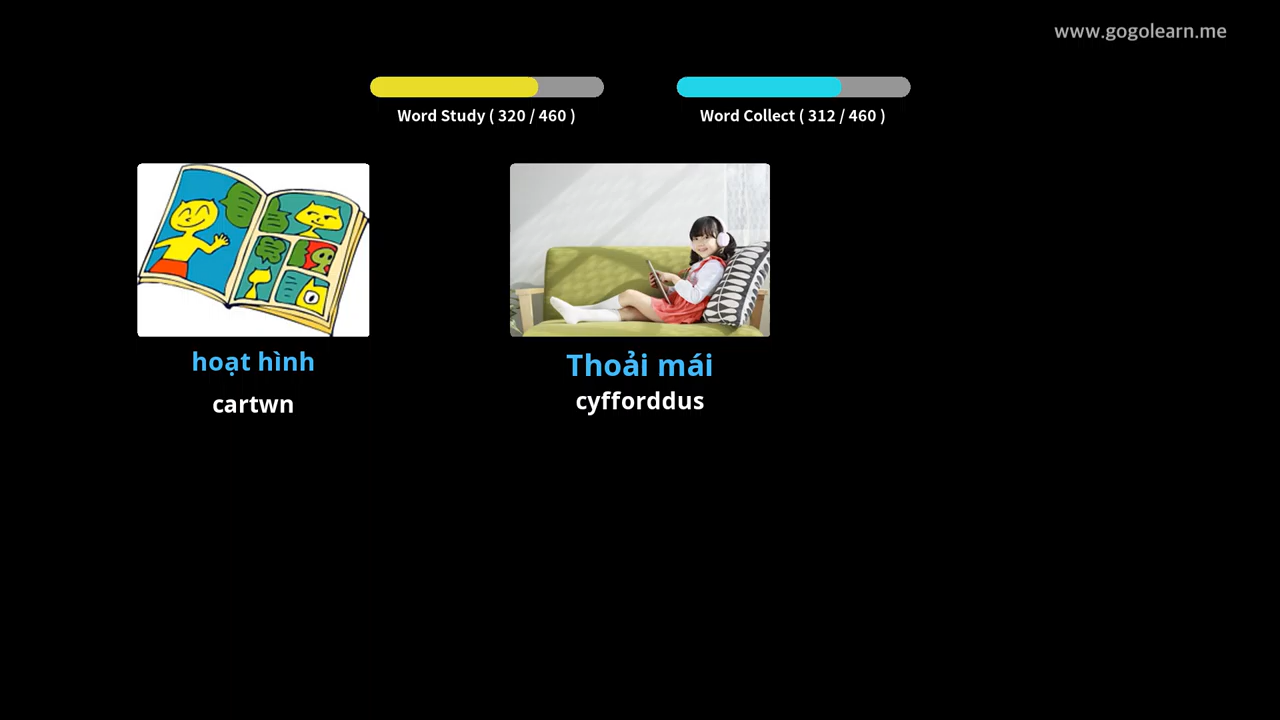 www.gogolearn.me
Word Study ( 320 / 460 )
Word Collect ( 312 / 460 )
hoạt hình
cartwn
Thoải mái
cyfforddus